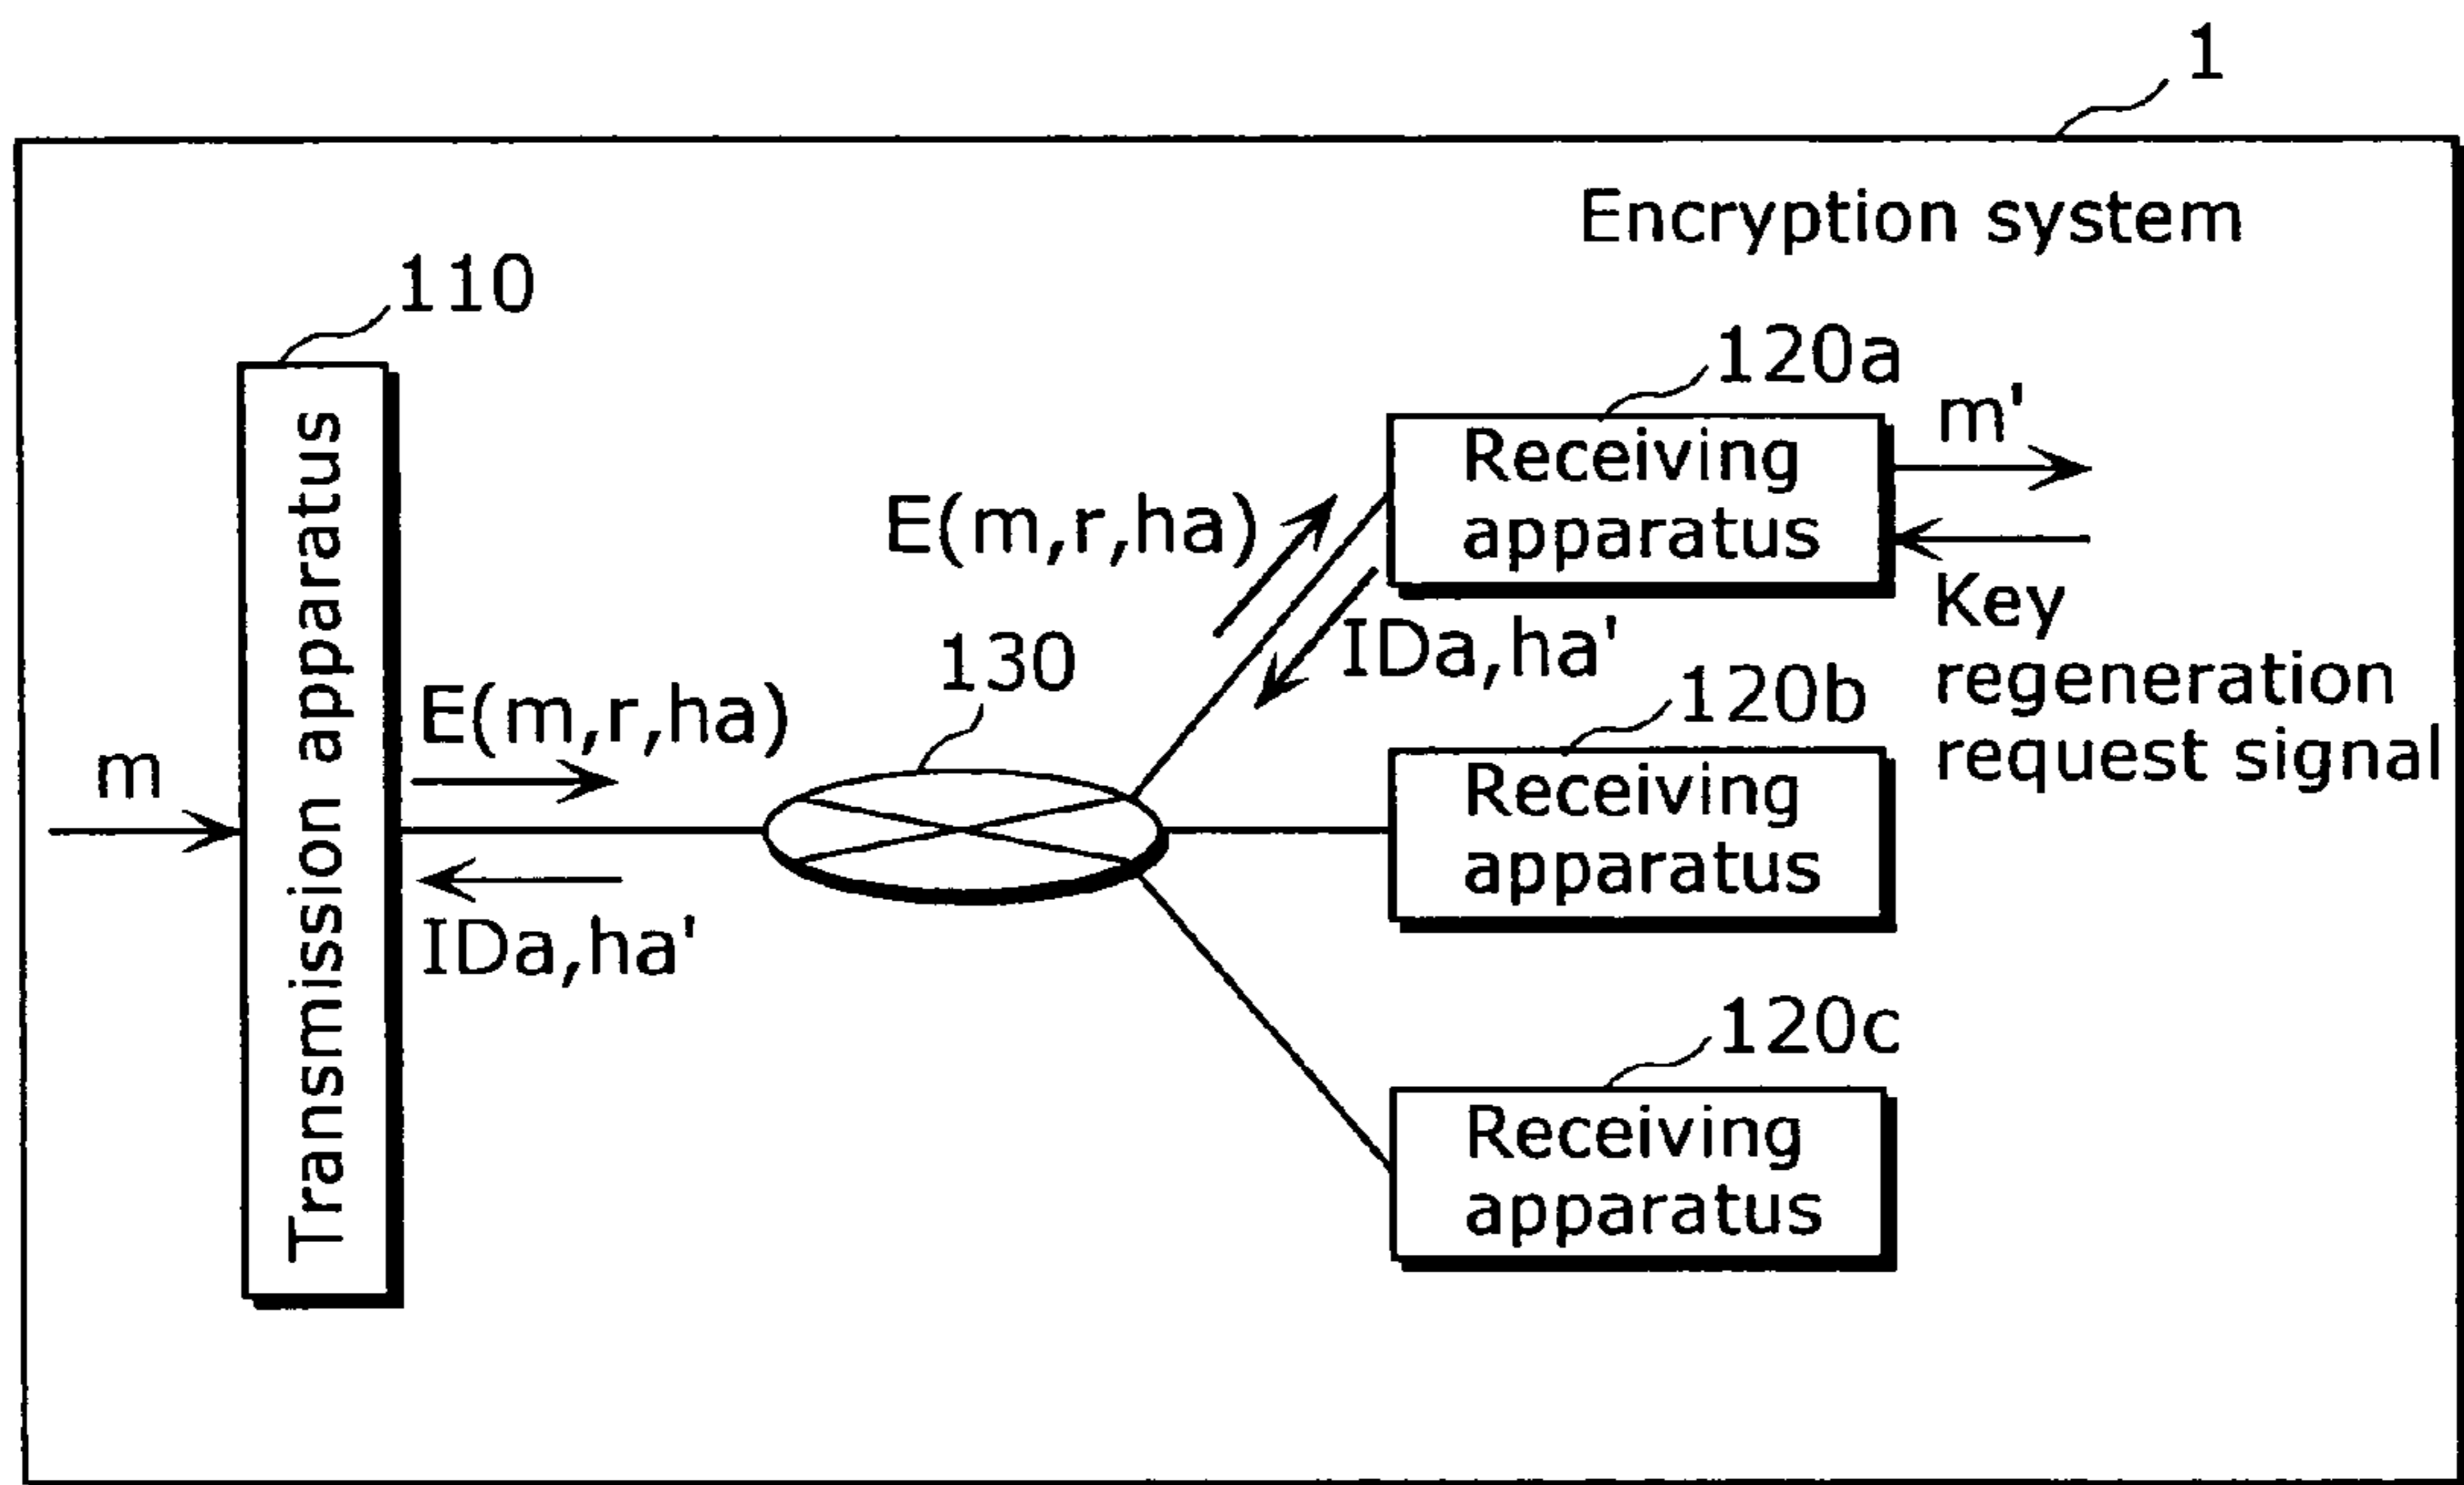 1
Encryption system
110
120a
Receiving
apparatus
m'
Key
regeneration
request signal
E(m,r,ha)
IDa,ha'
130
120b
Receiving
apparatus
Transmission apparatus
m
E(m,r,ha)
IDa,ha'
120c
Receiving
apparatus